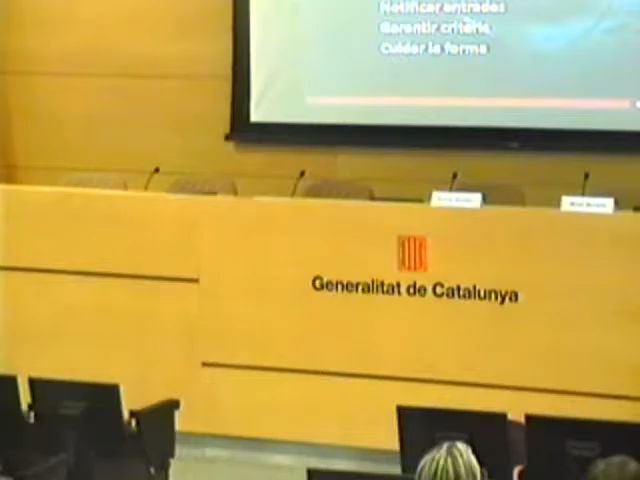 Notificar entrades
Garantir criteris
Cuidar la forma
Generalitat de Catalunya